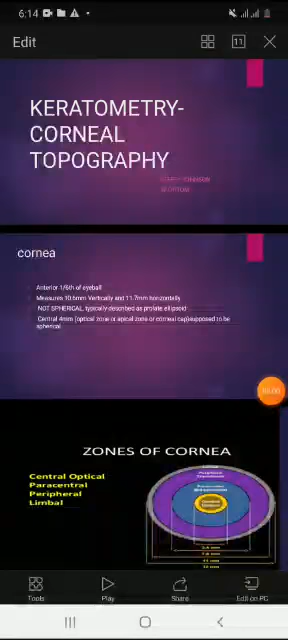 6:14
Edit
11
KERATOMETRY-
CORNEAL
TOPOGRAPHY
cornea
Anterior 1/6th of eyeball
Measures 10.6mm Vertically and 11.7mm horizontally
NOT SPHERICAL, typically described as prolate ellipsoid
Central 4mm (optical zone or apical zone or corneal cap)supposed to be
spherical
ZONES OF CORNEA
Central Optical
Paracentral
Peripheral
Limbal
Tools
Play
Share
Edit on PC